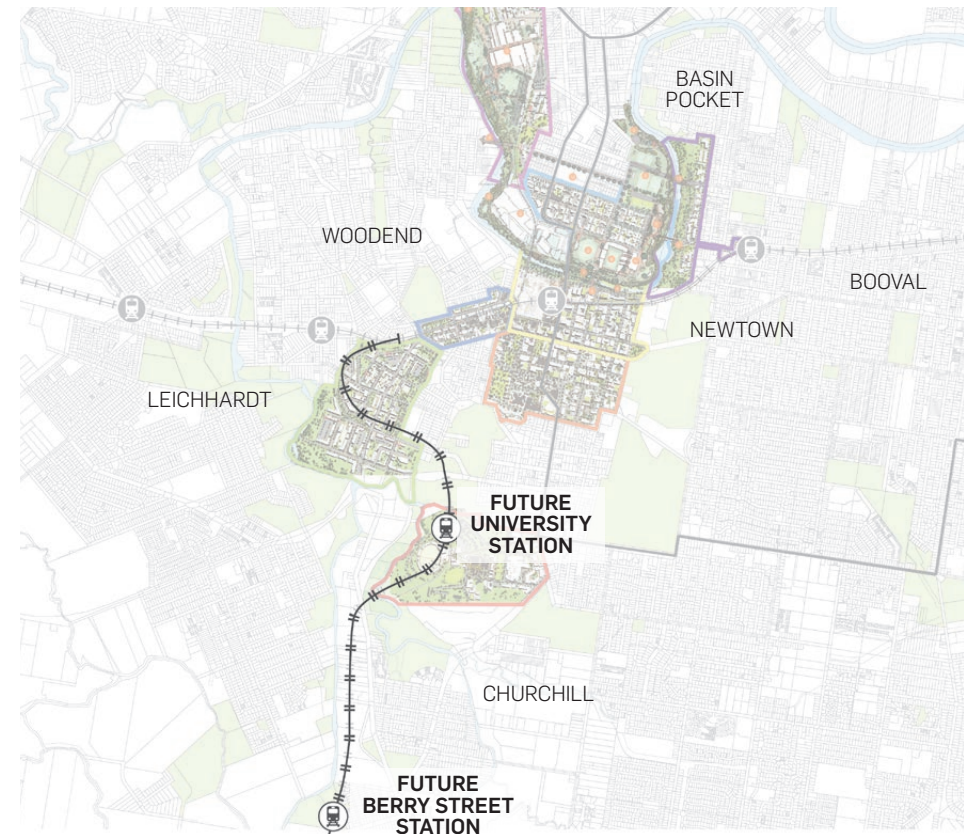 BASIN
POCKET
WOODEND
BOOVAL
NEWTOWN
LEICHHARDT
FUTURE
UNIVERSITY
STATION
CHURCHILL
FUTURE
BERRY STREET
STATION